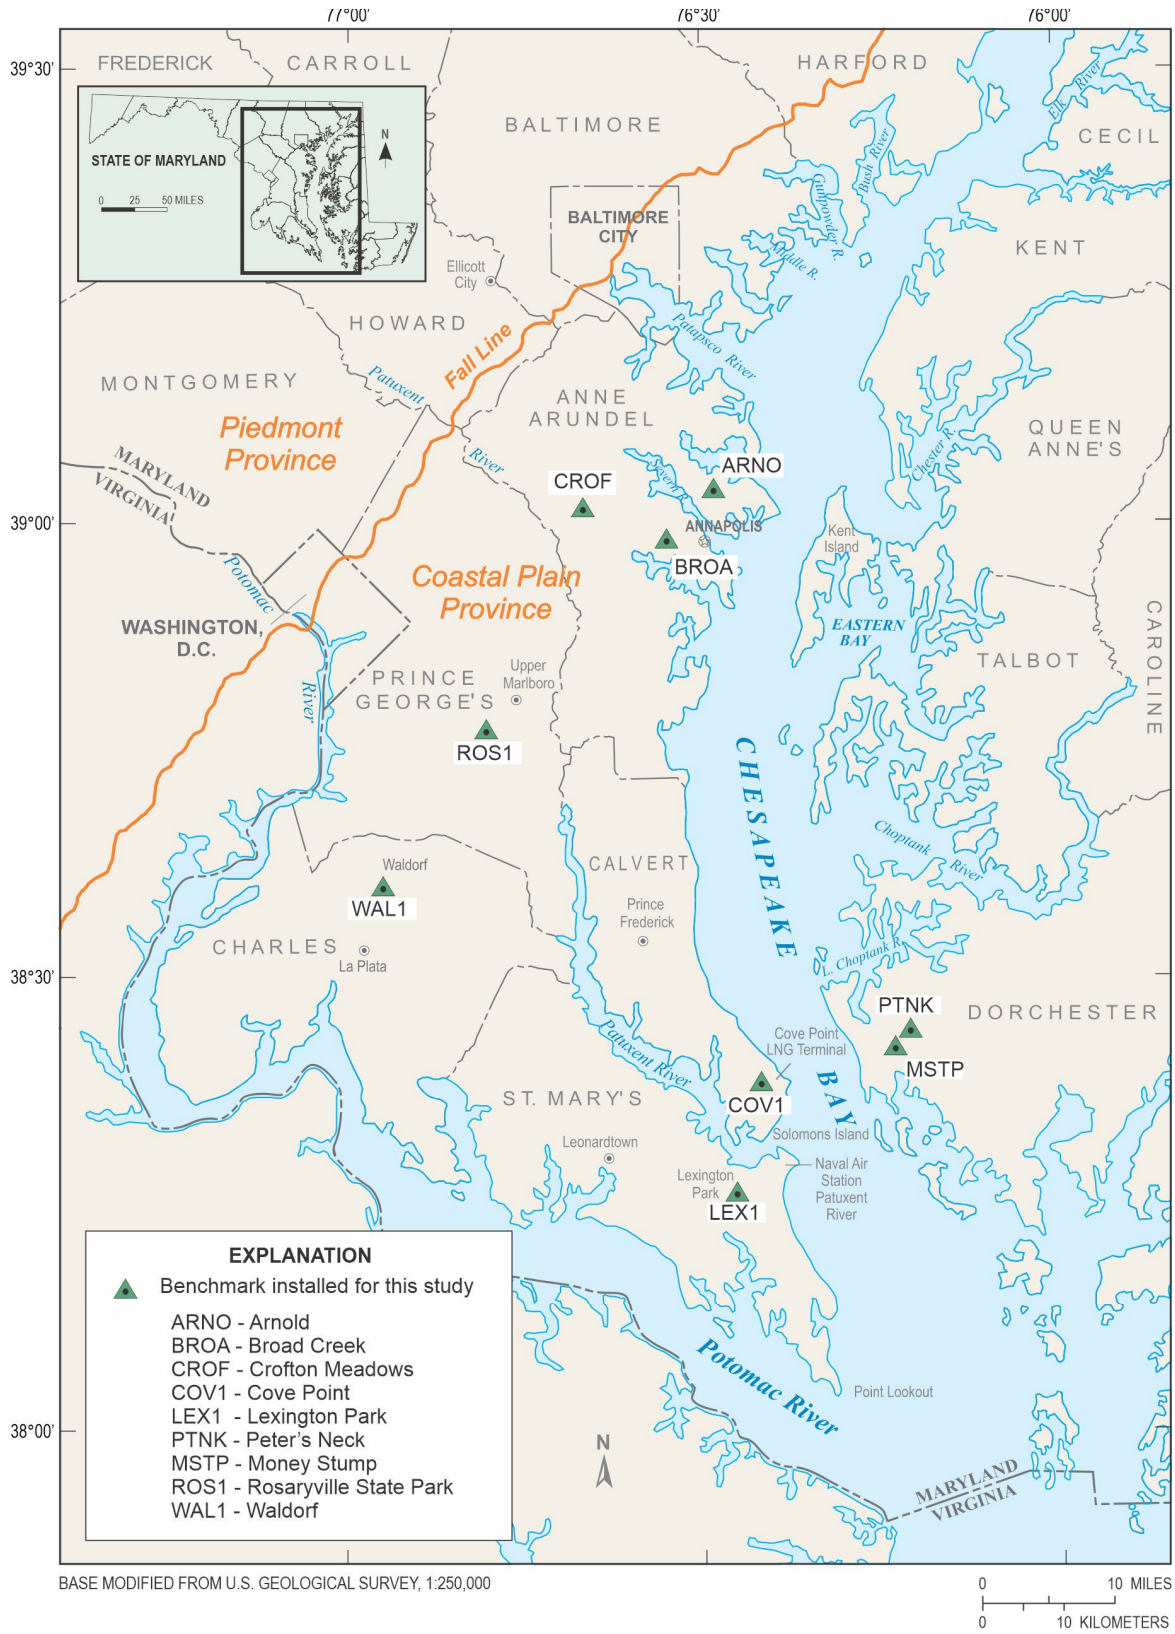 77°00'
76°30'
76°00'
39°30'
FREDERICK
CARROLL
HARFORD
Elk River
CECIL
BALTIMORE
STATE OF MARYLAND
N
0 25 50 MILES
Bush River
Gunpowder R.
Middle R.
BALTIMORE
CITY
KENT
Ellicott
City
HOWARD
Fall Line
Patapsco River
MONTGOMERY
Patuxent
River
ANNE
ARUNDEL
QUEEN
ANNE'S
Chester R.
Piedmont
Province
MARYLAND
VIRGINIA
CROF
Severn R.
ARNO
39°00'
ANNAPOLIS
BROA
Kent
Island
Potomac
River
Coastal Plain
Province
WASHINGTON,
D.C.
EASTERN
BAY
TALBOT
CAROLINE
PRINCE
GEORGE'S
Upper
Marlboro
ROS1
CHESAPEAKE
BAY
Choptank River
Waldorf
WAL1
CALVERT
Prince
Frederick
CHARLES
La Plata
L. Choptank R.
38°30'
PTNK
DORCHESTER
MSTP
Cove Point
LNG Terminal
Patuxent River
COV1
ST. MARY'S
Solomons Island
Leonardtown
Lexington
Park
LEX1
Naval Air
Station
Patuxent
River
EXPLANATION
Benchmark installed for this study
ARNO - Arnold
BROA - Broad Creek
CROF - Crofton Meadows
COV1 - Cove Point
LEX1 - Lexington Park
PTNK - Peter's Neck
MSTP - Money Stump
ROS1 - Rosaryville State Park
WAL1 - Waldorf
Potomac River
Point Lookout
38°00'
N
MARYLAND
VIRGINIA
BASE MODIFIED FROM U.S. GEOLOGICAL SURVEY, 1:250,000
0 10 MILES
0 10 KILOMETERS